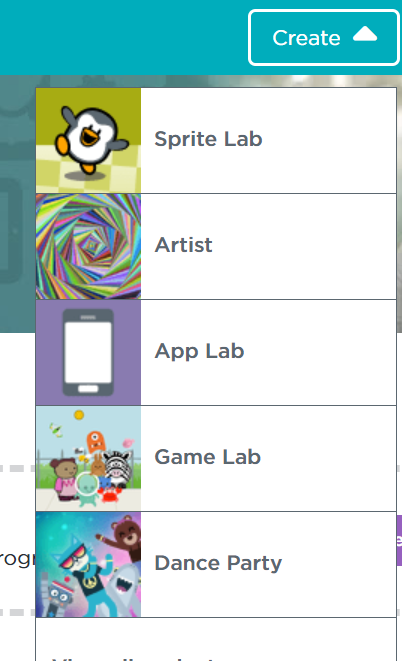 Create
Sprite Lab
Artist
App Lab
Game Lab
Dance Party